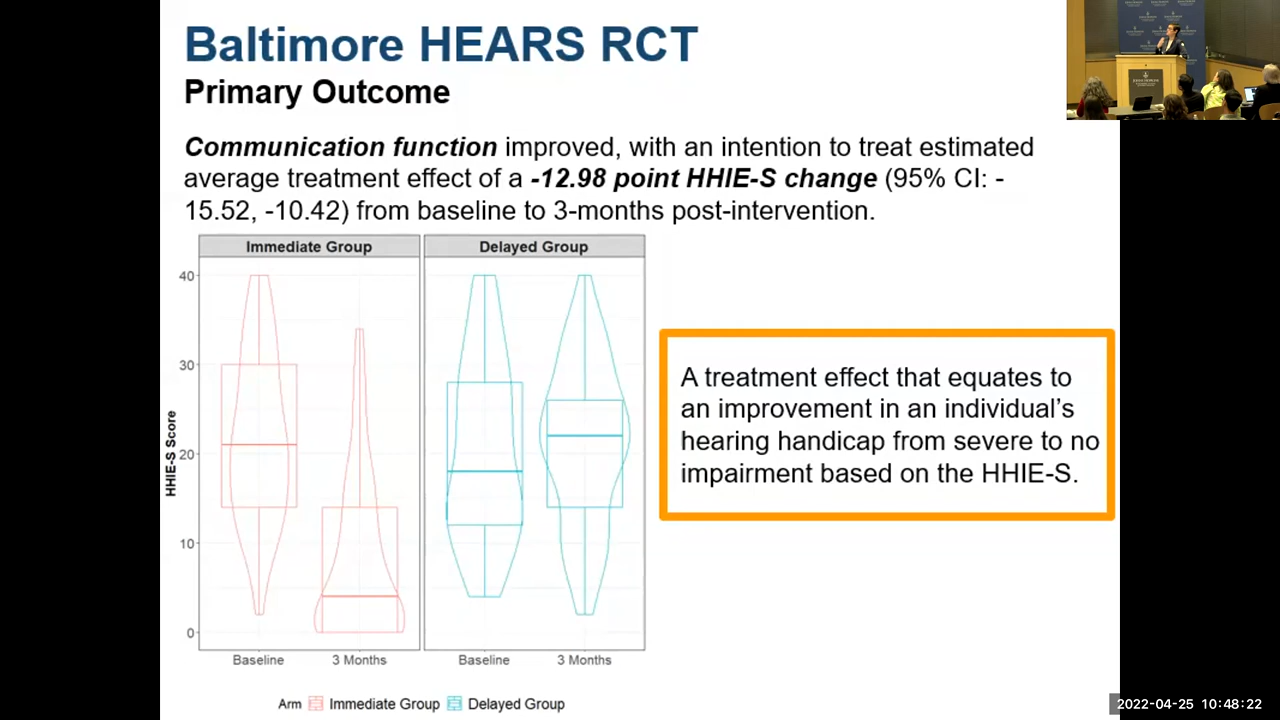 Baltimore HEARS RCT
Primary Outcome
Communication function improved, with an intention to treat estimated
average treatment effect of a -12.98 point HHIE-S change (95% CI: -
15.52, -10.42) from baseline to 3-months post-intervention.
Immediate Group
Delayed Group
40
30
20
10
0
HHIE-S Score
Baseline
3 Months
Baseline
3 Months
Arm Immediate Group Delayed Group
A treatment effect that equates to
an improvement in an individual's
hearing handicap from severe to no
impairment based on the HHIE-S.
2022-04-25 10:48:22